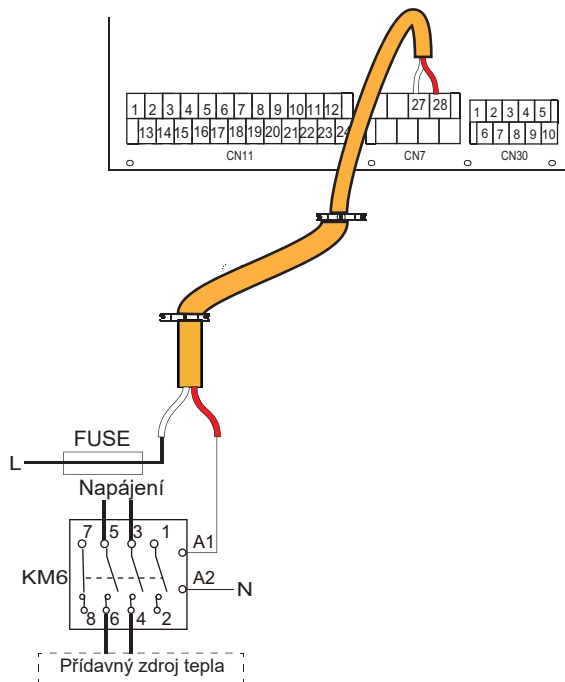 27 28
1 2 3 4 5 6 7 8 9 10 11 12
1 2 3 4 5
13 14 15 16 17 18 19 20 21 22 23 24
6 7 8 9 10
CN11 CN7 CN30
FUSE
L
Napájení
7 5 3 1
A1
KM6
A2 N
8 6 4 2
Přídavný zdroj tepla